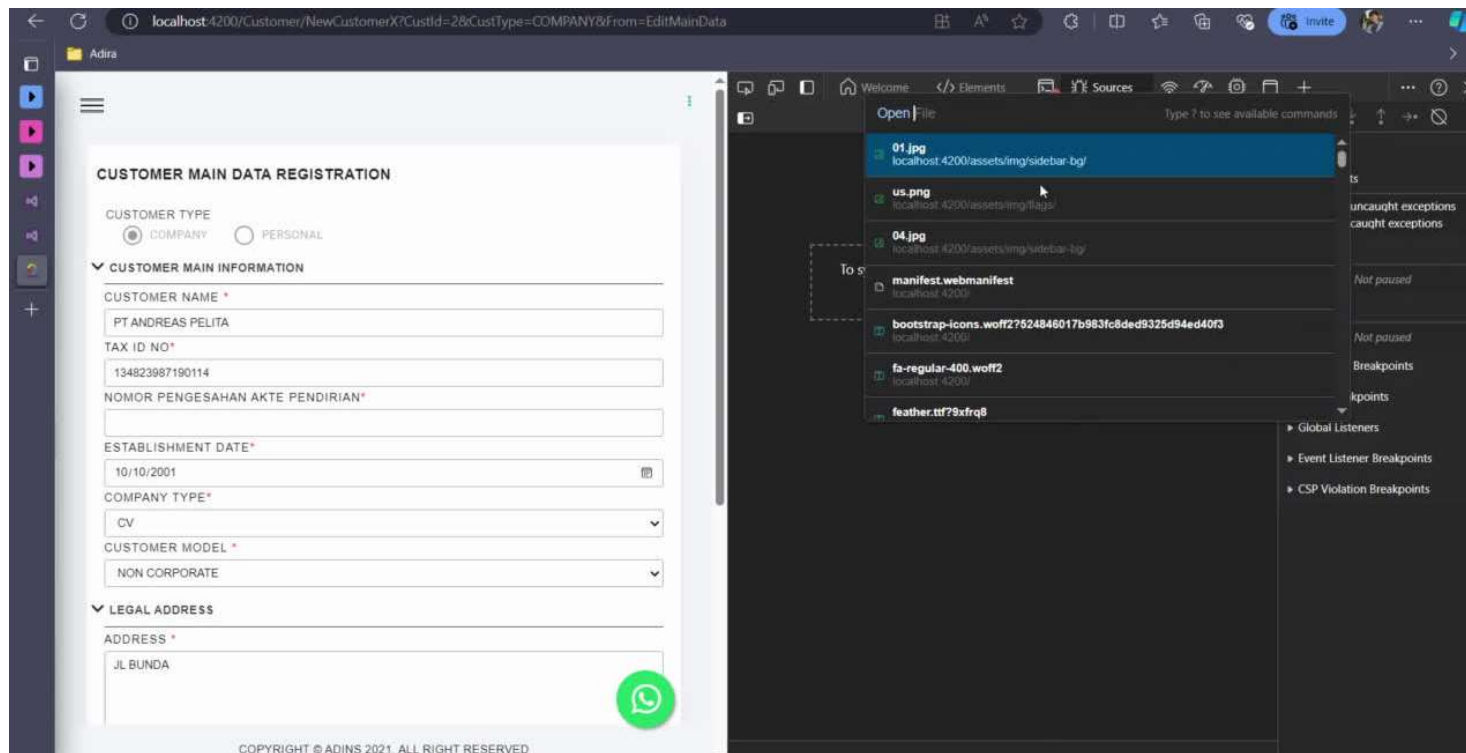 localhost:4200/Customer/NewCustomerX?CustId=2&CustType=COMPANY&From=EditMainData
Invite
Adira
Welcome
Elements
Sources
CUSTOMER MAIN DATA REGISTRATION
CUSTOMER TYPE
COMPANY
PERSONAL
CUSTOMER MAIN INFORMATION
CUSTOMER NAME *
PT ANDREAS PELITA
TAX ID NO*
134823987190114
NOMOR PENGESAHAN AKTE PENDIRIAN*
ESTABLISHMENT DATE*
10/10/2001
COMPANY TYPE*
CV
CUSTOMER MODEL *
NON CORPORATE
LEGAL ADDRESS
ADDRESS *
JL BUNDA
COPYRIGHT © ADINS 2021. ALL RIGHT RESERVED
Open File
Type ? to see available commands
01.jpg
localhost:4200/assets/img/sidebar-bg/
us.png
localhost:4200/assets/img/flags/
04.jpg
localhost:4200/assets/img/sidebar-bg/
manifest.webmanifest
localhost:4200/
bootstrap-icons.woff2?524846017b983fc8ded9325d94ed40f3
localhost:4200/
fa-regular-400.woff2
localhost:4200/
feather.ttf?9xfrq8
To s
ts
uncaught exceptions
caught exceptions
Not paused
Not paused
Breakpoints
kpoints
Global Listeners
Event Listener Breakpoints
CSP Violation Breakpoints